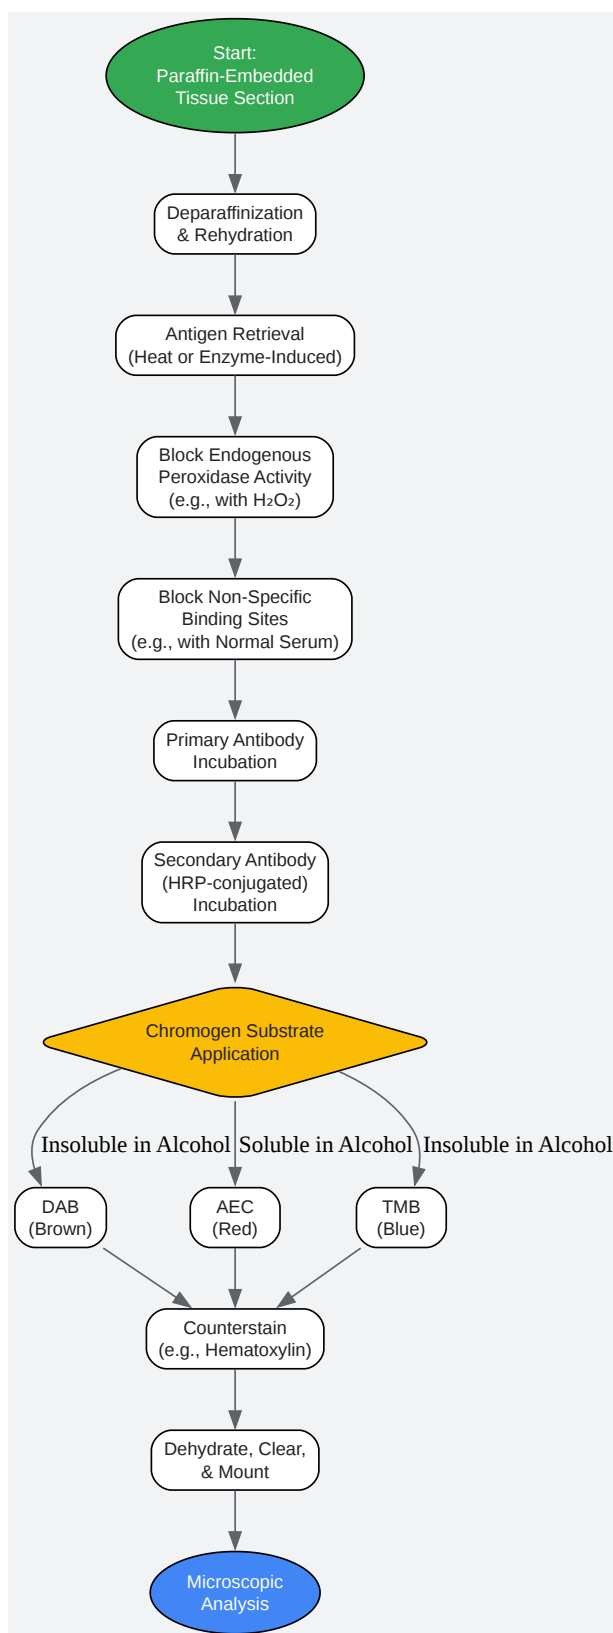 Start:
Paraffin-Embedded
Tissue Section
Deparaffinization
& Rehydration
Antigen Retrieval
(Heat or Enzyme-Induced)
Block Endogenous
Peroxidase Activity
(e.g., with H₂O₂)
Block Non-Specific
Binding Sites
(e.g., with Normal Serum)
Primary Antibody
Incubation
Secondary Antibody
(HRP-conjugated)
Incubation
Chromogen Substrate
Application
Insoluble in Alcohol
Soluble in Alcohol
Insoluble in Alcohol
DAB
(Brown)
AEC
(Red)
TMB
(Blue)
Counterstain
(e.g., Hematoxylin)
Dehydrate, Clear,
& Mount
Microscopic
Analysis